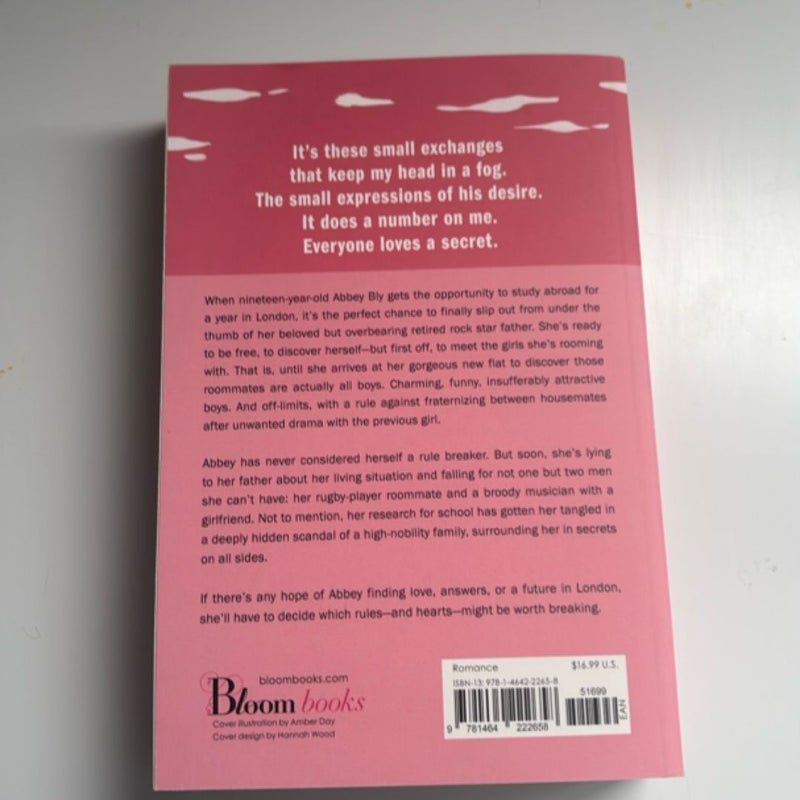 It's these small exchanges
that keep my head in a fog.
The small expressions of his desire.
It does a number on me.
Everyone loves a secret.
When nineteen-year-old Abbey Bly gets the opportunity to study abroad for
a year in London, it's the perfect chance to finally slip out from under the
thumb of her beloved but overbearing retired rock star father. She's ready
to be free, to discover herself—but first off, to meet the girls she's rooming
with. That is, until she arrives at her gorgeous new flat to discover those
roommates are actually all boys. Charming, funny, insufferably attractive
boys. And off-limits, with a rule against fraternizing between housemates
after unwanted drama with the previous girl.
Abbey has never considered herself a rule breaker. But soon, she's lying
to her father about her living situation and falling for not one but two men
she can't have: her rugby-player roommate and a broody musician with a
girlfriend. Not to mention, her research for school has gotten her tangled in
a deeply hidden scandal of a high-nobility family, surrounding her in secrets
on all sides.
If there's any hope of Abbey finding love, answers, or a future in London,
she'll have to decide which rules—and hearts—might be worth breaking.
bloombooks.com
Bloom books
Cover illustration by Amber Day
Cover design by Hannah Wood
Romance $16.99 U.S.
ISBN-13: 978-1-4642-2265-8
51699
EAN
9 781464 222658